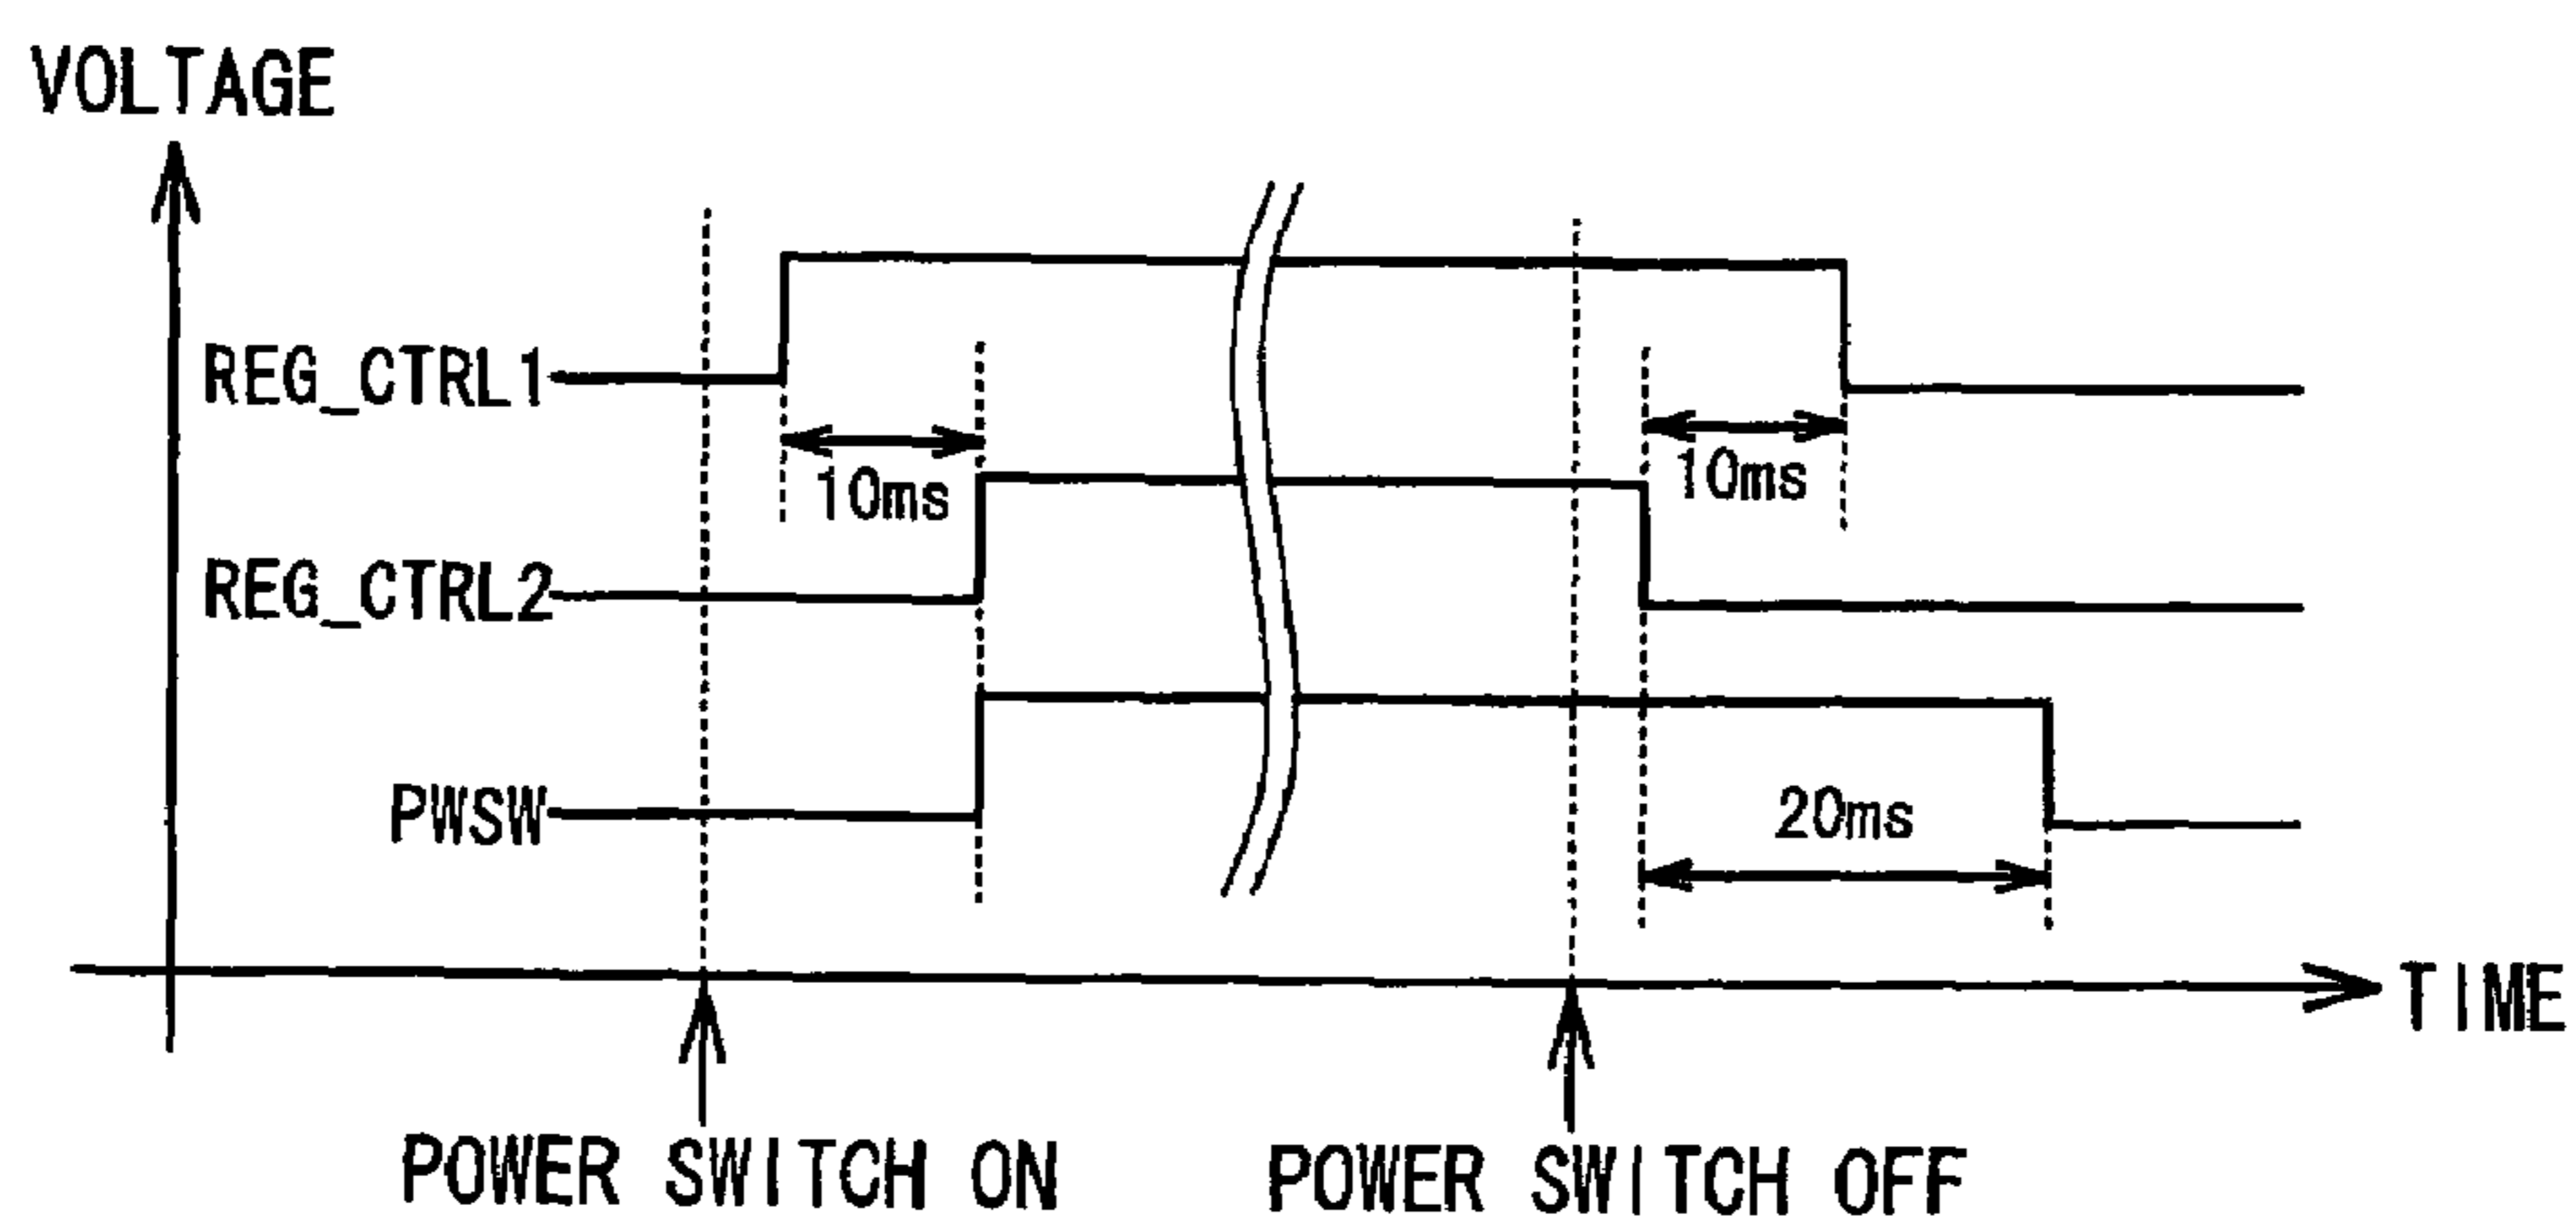 VOLTAGE
REG_CTRL1
10ms
10ms
REG_CTRL2
PWSW
20ms
TIME
POWER SWITCH ON
POWER SWITCH OFF